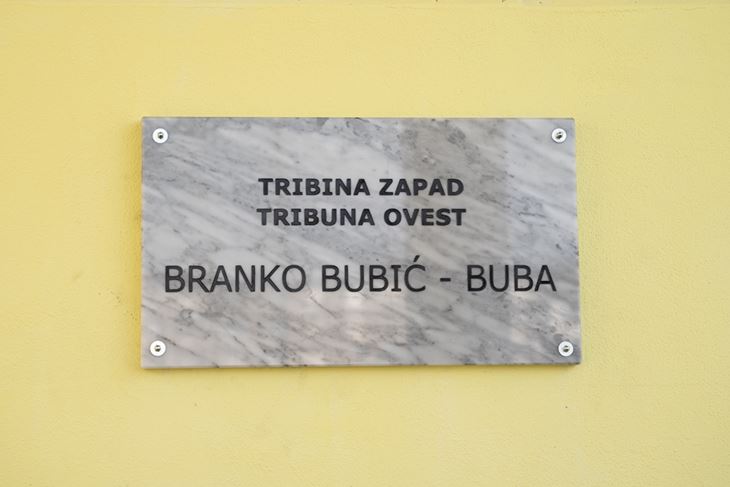 TRIBINA ZAPAD
TRIBUNA OVEST
BRANKO BUBIĆ - BUBA